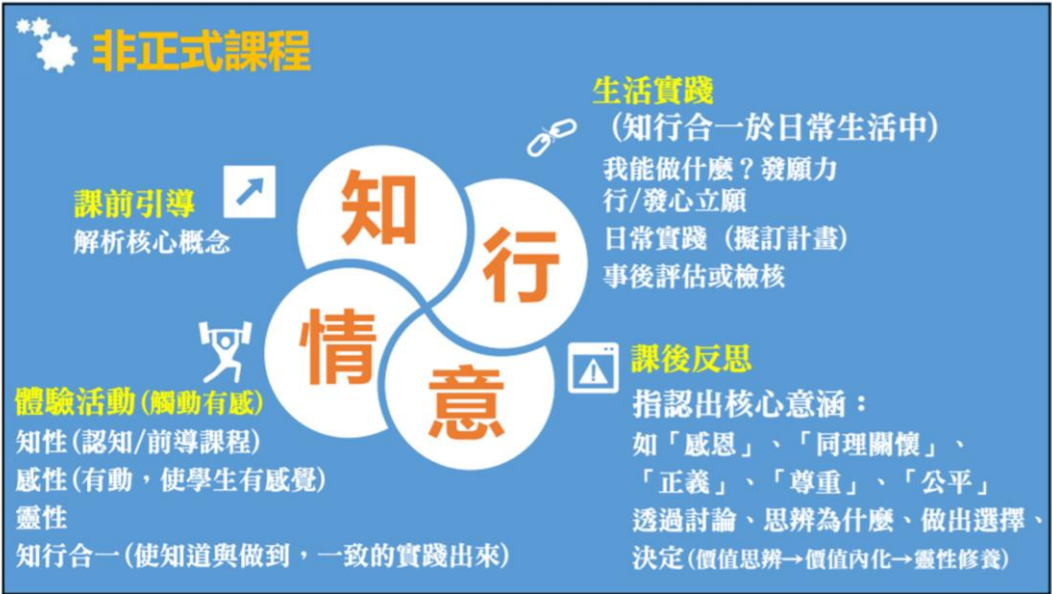 非正式課程
課前引導
解析核心概念
知
行
情
意
生活實踐
(知行合一於日常生活中)
我能做什麼？發願力
行/發心立願
日常實踐 (擬訂計畫)
事後評估或檢核
體驗活動(觸動有感)
知性(認知/前導課程)
感性(有動，使學生有感覺)
靈性
知行合一(使知道與做到，一致的實踐出來)
課後反思
指認出核心意涵：
如「感恩」、「同理關懷」、
「正義」、「尊重」、「公平」
透過討論、思辨為什麼、做出選擇、
決定(價值思辨→價值內化→靈性修養)